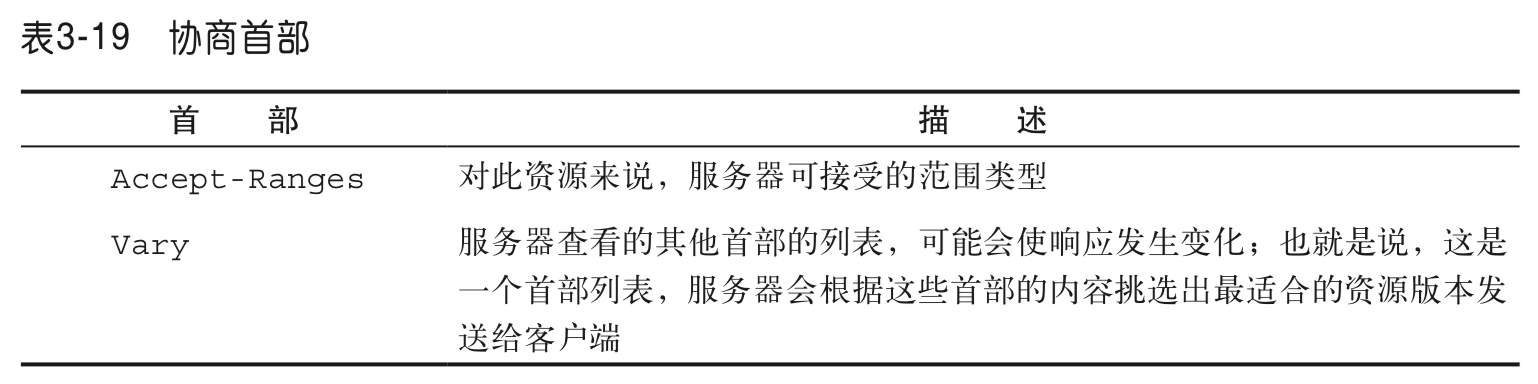 表3-19 协商首部
首 部 描 述
Accept-Ranges 对此资源来说，服务器可接受的范围类型
Vary 服务器查看的其他首部的列表，可能会使响应发生变化；也就是说，这是
一个首部列表，服务器会根据这些首部的内容挑选出最适合的资源版本发
送给客户端